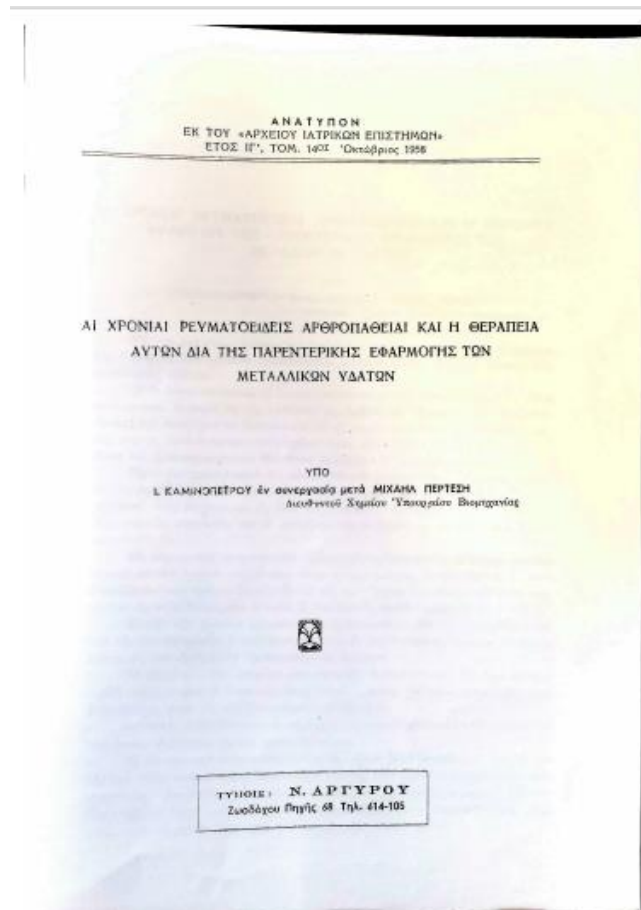 ΑΝΑΤΥΠΟΝ
ΕΚ ΤΟΥ «ΑΡΧΕΙΟΥ ΙΑΤΡΙΚΩΝ ΕΠΙΣΤΗΜΩΝ»
ΕΤΟΣ ΙΓ', ΤΟΜ. 14ΟΣ Ὀκτώβριος 1958
ΑΙ ΧΡΟΝΙΑΙ ΡΕΥΜΑΤΟΕΙΔΕΙΣ ΑΡΘΡΟΠΑΘΕΙΑΙ ΚΑΙ Η ΘΕΡΑΠΕΙΑ
ΑΥΤΩΝ ΔΙΑ ΤΗΣ ΠΑΡΕΝΤΕΡΙΚΗΣ ΕΦΑΡΜΟΓΗΣ ΤΩΝ
ΜΕΤΑΛΛΙΚΩΝ ΥΔΑΤΩΝ
ΥΠΟ
Ι. ΚΑΜΙΝΟΠΕΤΡΟΥ ἐν συνεργασίᾳ μετὰ ΜΙΧΑΗΛ ΠΕΡΤΕΣΗ
Διευθυντοῦ Χημείου Ὑπουργείου Βιομηχανίας
ΤΥΠΟΙΣ: Ν. ΑΡΓΥΡΟΥ
Ζωοδόχου Πηγῆς 68 Τηλ. 614-105